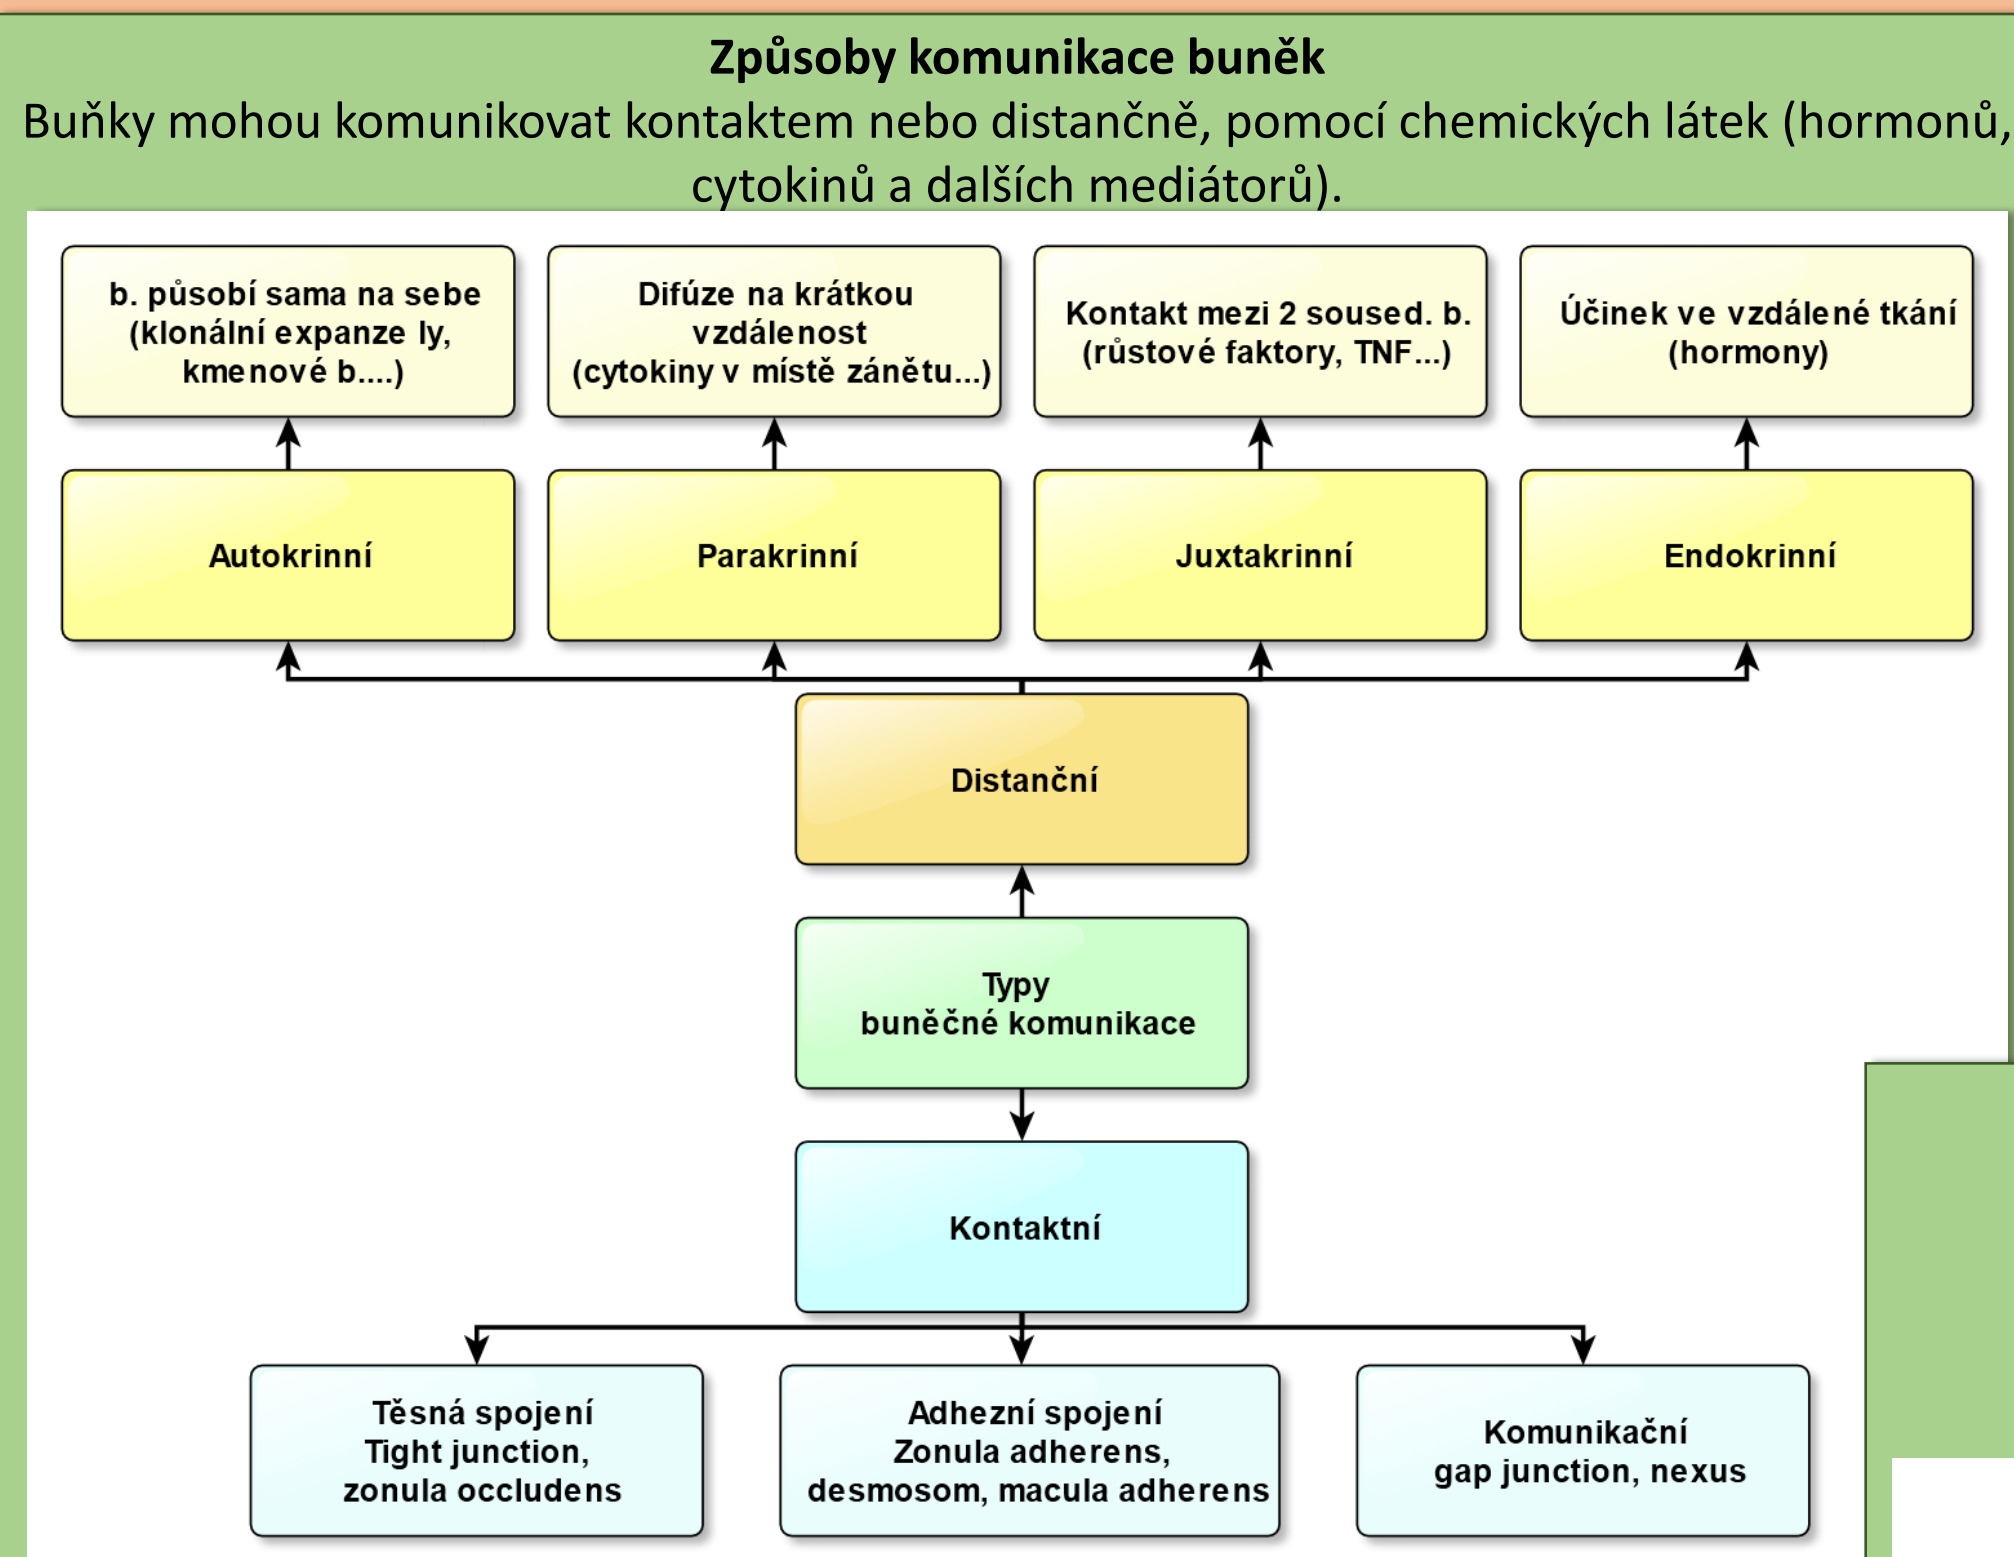 Způsoby komunikace buněk
Buňky mohou komunikovat kontaktem nebo distančně, pomocí chemických látek (hormonů,
cytokinů a dalších mediátorů).
b. působí sama na sebe
(klonální expanze ly,
kmenové b....)
Difúze na krátkou
vzdálenost
(cytokiny v místě zánětu...)
Kontakt mezi 2 soused. b.
(růstové faktory, TNF...)
Účinek ve vzdálené tkání
(hormony)
Autokrinní
Parakrinní
Juxtakrinní
Endokrinní
Distanční
Typy
buněčné komunikace
Kontaktní
Těsná spojení
Tight junction,
zonula occludens
Adhezní spojení
Zonula adherens,
desmosom, macula adherens
Komunikační
gap junction, nexus